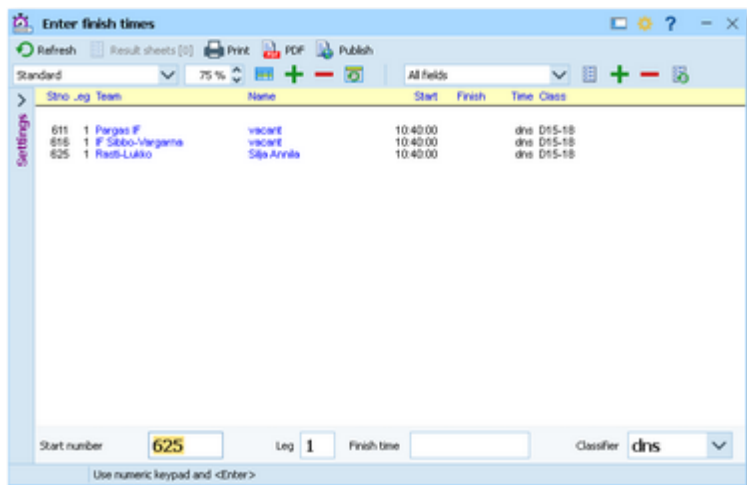 Enter finish times
Refresh Result sheets [0] Print PDF Publish
Standard 75 % All fields
Stno .eg Team Name Start Finish Time Class
Settings
611 1 Pargas IF vacant 10:40:00 dns D15-18
616 1 IF Sibbo-Vargarna vacant 10:40:00 dns D15-18
625 1 Rasti-Lukko Silja Annila 10:40:00 dns D15-18
Start number 625 Leg 1 Finish time Classifier dns
Use numeric keypad and <Enter>